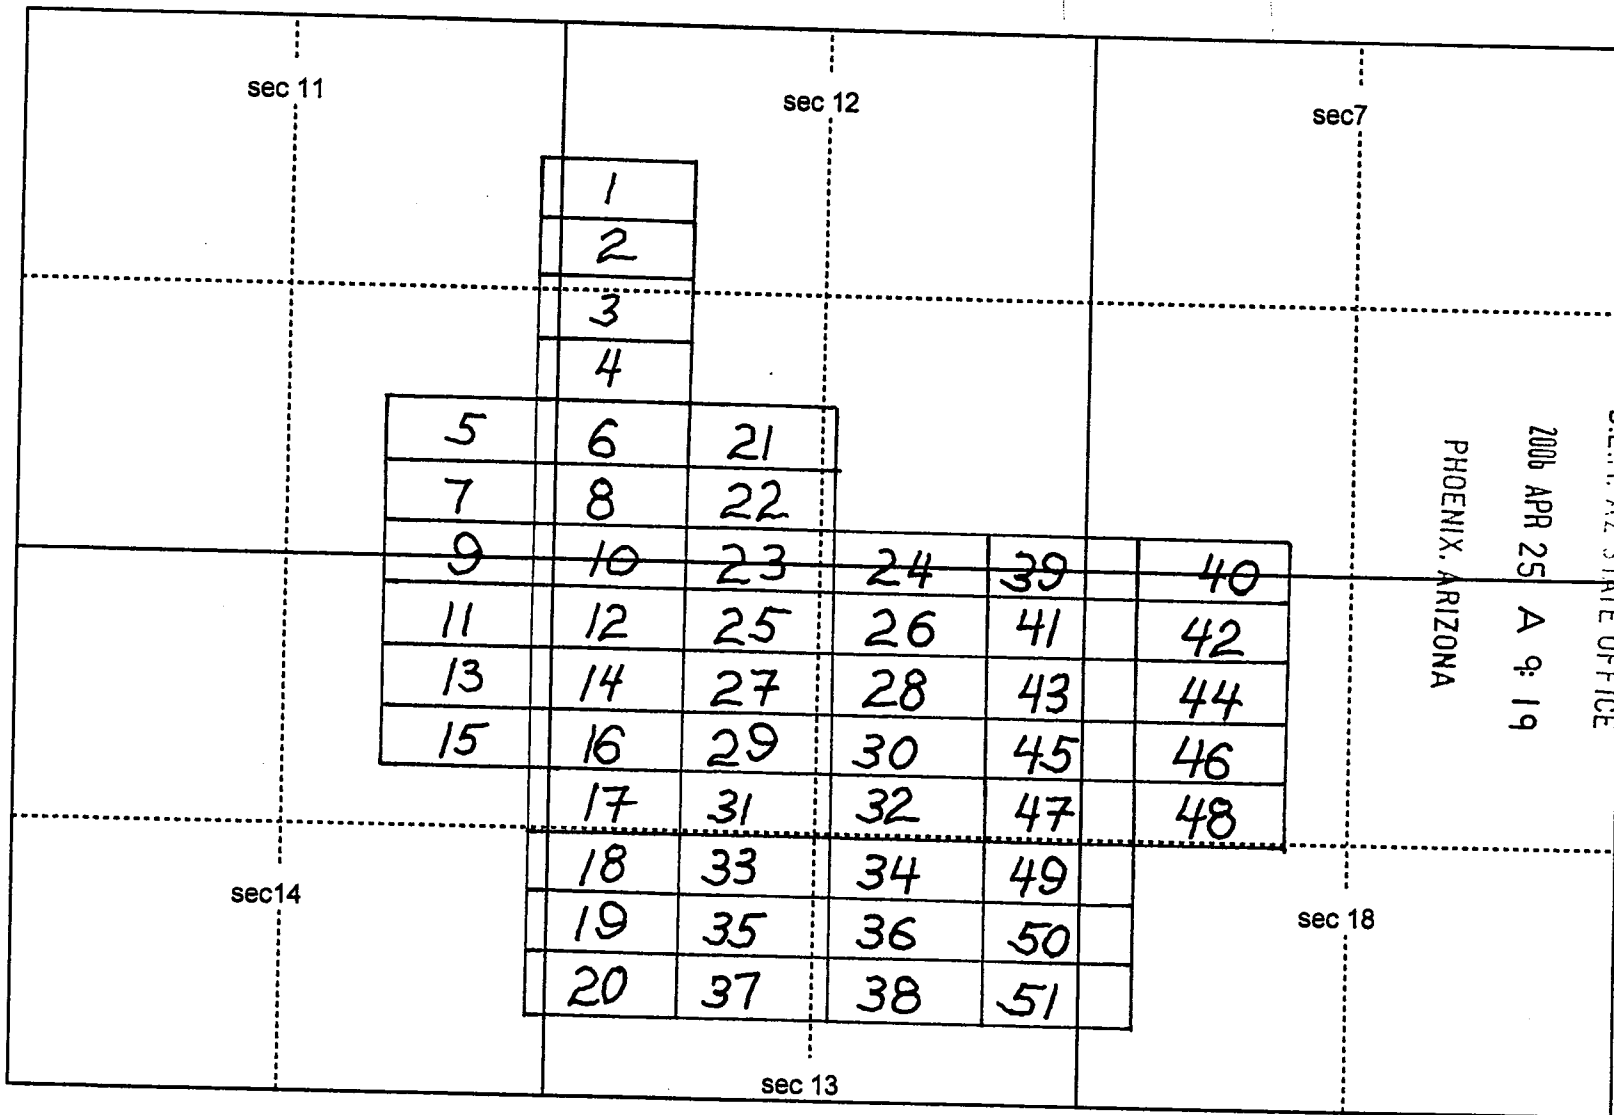 sec 11 sec 12 sec7
1
2
3
4
5 6 21
7 8 22
9 10 23 24 39 40
11 12 25 26 41 42
13 14 27 28 43 44
15 16 29 30 45 46
17 31 32 47 48
18 33 34 49
sec14
sec 18
19 35 36 50
20 37 38 51
sec 13
STATE OFFICE
2006 APR 25 A 9: 19
PHOENIX, ARIZONA